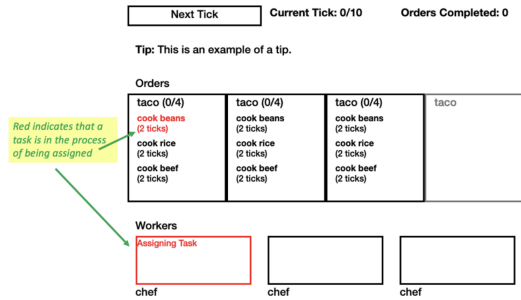 Next Tick
Current Tick: 0/10
Orders Completed: 0
Tip: This is an example of a tip.
Orders
Red indicates that a
task is in the process
of being assigned
taco (0/4)
cook beans
(2 ticks)
cook rice
(2 ticks)
cook beef
(2 ticks)
taco (0/4)
cook beans
(2 ticks)
cook rice
(2 ticks)
cook beef
(2 ticks)
taco (0/4)
cook beans
(2 ticks)
cook rice
(2 ticks)
cook beef
(2 ticks)
taco
Workers
Assigning Task
chef
chef
chef